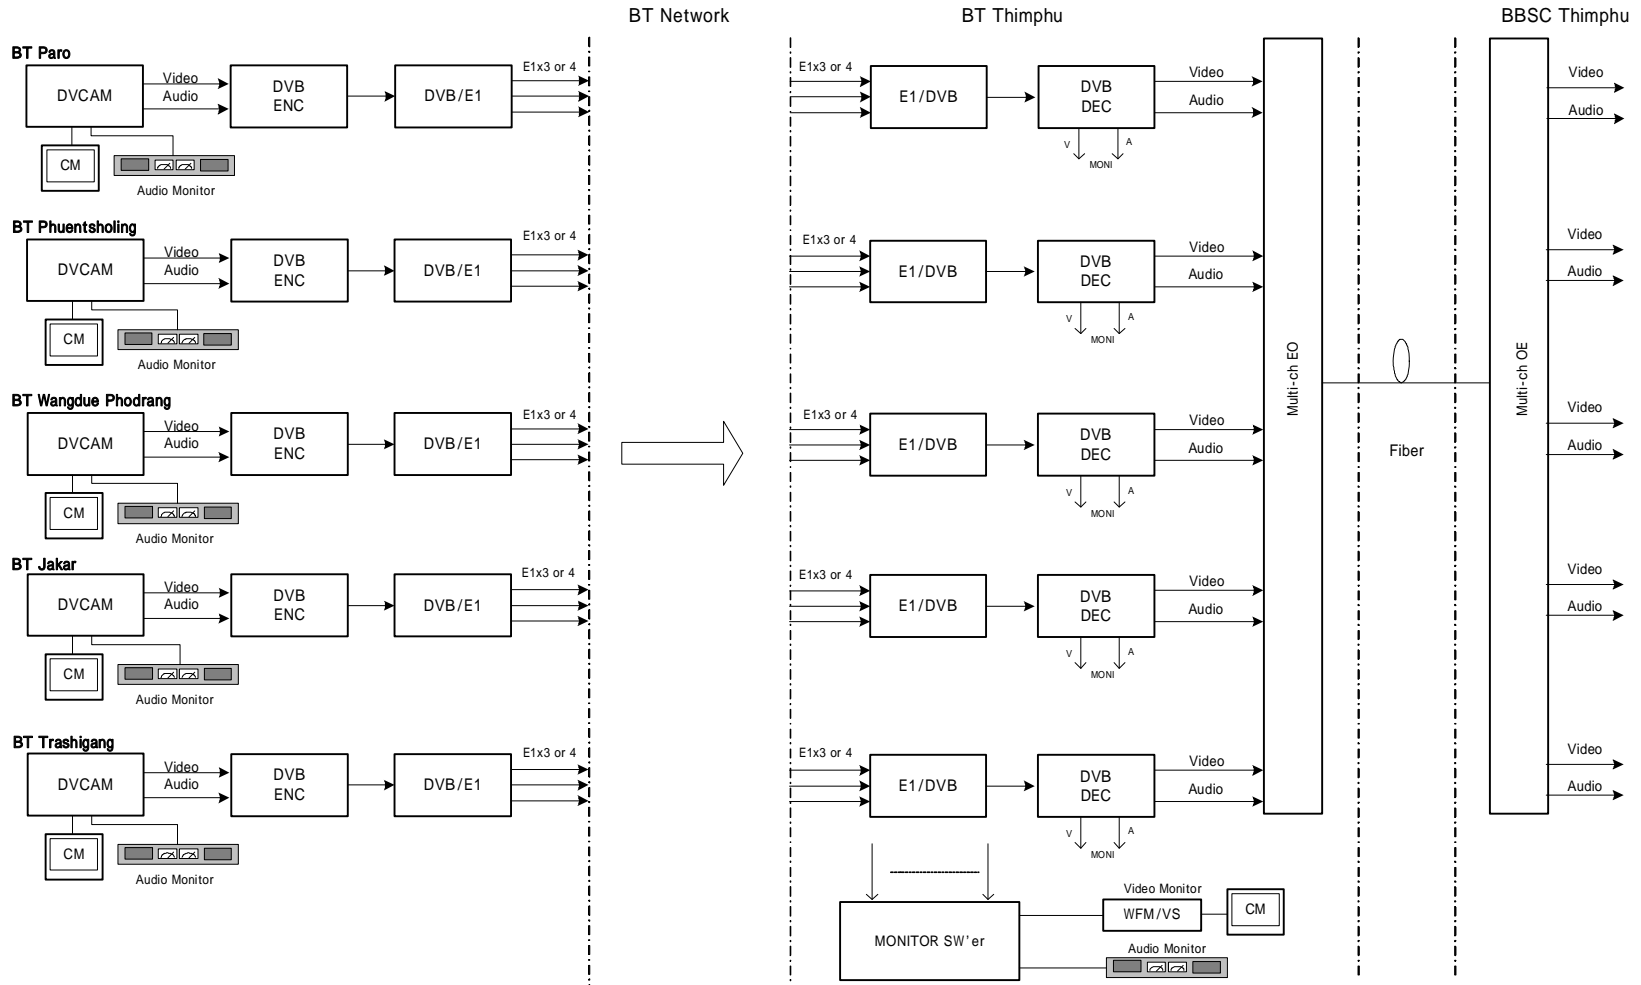 BT Network
BT Thimphu
BBSC Thimphu
BT Paro
DVCAM
Video
Audio
DVB
ENC
DVB/E1
E1x3 or 4
CM
Audio Monitor
E1x3 or 4
E1/DVB
DVB
DEC
Video
Audio
V
A
MONI
Video
Audio
BT Phuentsholing
DVCAM
Video
Audio
DVB
ENC
DVB/E1
E1x3 or 4
CM
Audio Monitor
E1x3 or 4
E1/DVB
DVB
DEC
Video
Audio
V
A
MONI
Video
Audio
Multi-ch EO
Multi-ch OE
Fiber
BT Wangdue Phodrang
DVCAM
Video
Audio
DVB
ENC
DVB/E1
E1x3 or 4
CM
Audio Monitor
E1x3 or 4
E1/DVB
DVB
DEC
Video
Audio
V
A
MONI
Video
Audio
BT Jakar
DVCAM
Video
Audio
DVB
ENC
DVB/E1
E1x3 or 4
CM
Audio Monitor
E1x3 or 4
E1/DVB
DVB
DEC
Video
Audio
V
A
MONI
Video
Audio
BT Trashigang
DVCAM
Video
Audio
DVB
ENC
DVB/E1
E1x3 or 4
CM
Audio Monitor
E1x3 or 4
E1/DVB
DVB
DEC
Video
Audio
V
A
MONI
Video
Audio
MONITOR SW'er
Video Monitor
WFM/VS
CM
Audio Monitor